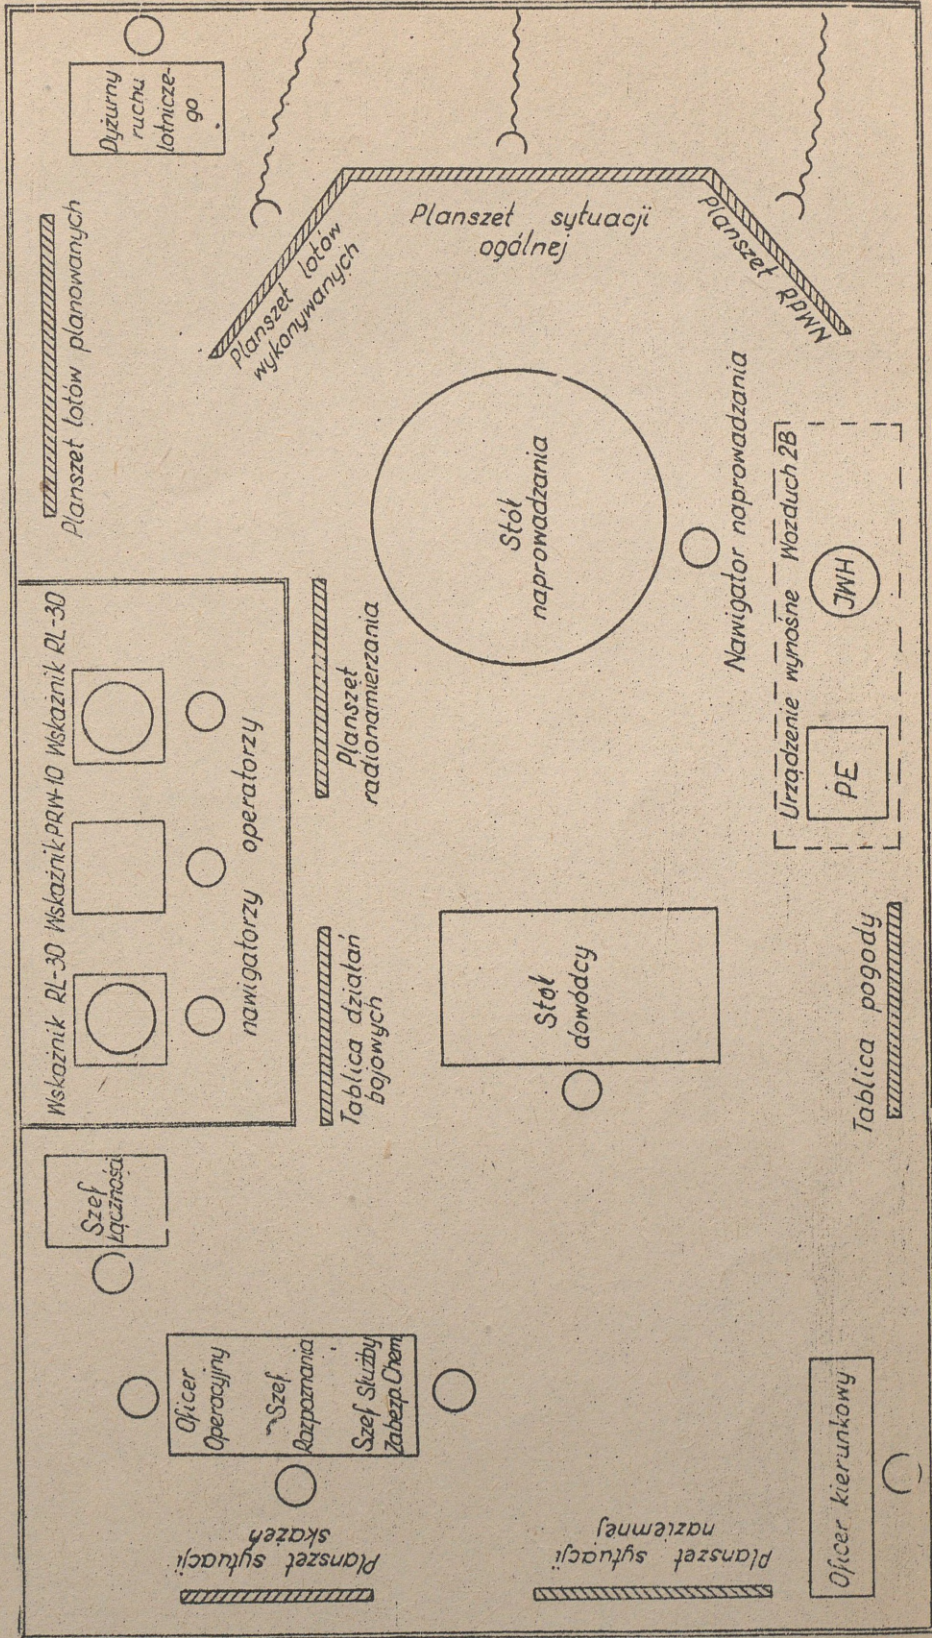 Dyżurny
ruchu
lotnicze-
go
Planszet lotów planowanych
Planszet lotów
wykonywanych
Planszet sytuacji
ogólnej
Planszet RPWN
Stół
naprowadzania
Nawigator naprowadzania
Urządzenie wynośne Wozduch 2B
JWH
PE
Wskaźnik RL-30 Wskaźnik PRW-10 Wskaźnik RL-30
nawigatorzy operatorzy
Planszet
radionamierzania
Tablica działań
bojowych
Stół
dowódcy
Tablica pogody
Szef
Łączności
Oficer
Operacyjny
Szef
Rozpoznania
Szef Służby
Zabezp. Chem.
Planszet sytuacji
skażeń
Planszet sytuacji
naziemnej
Oficer kierunkowy